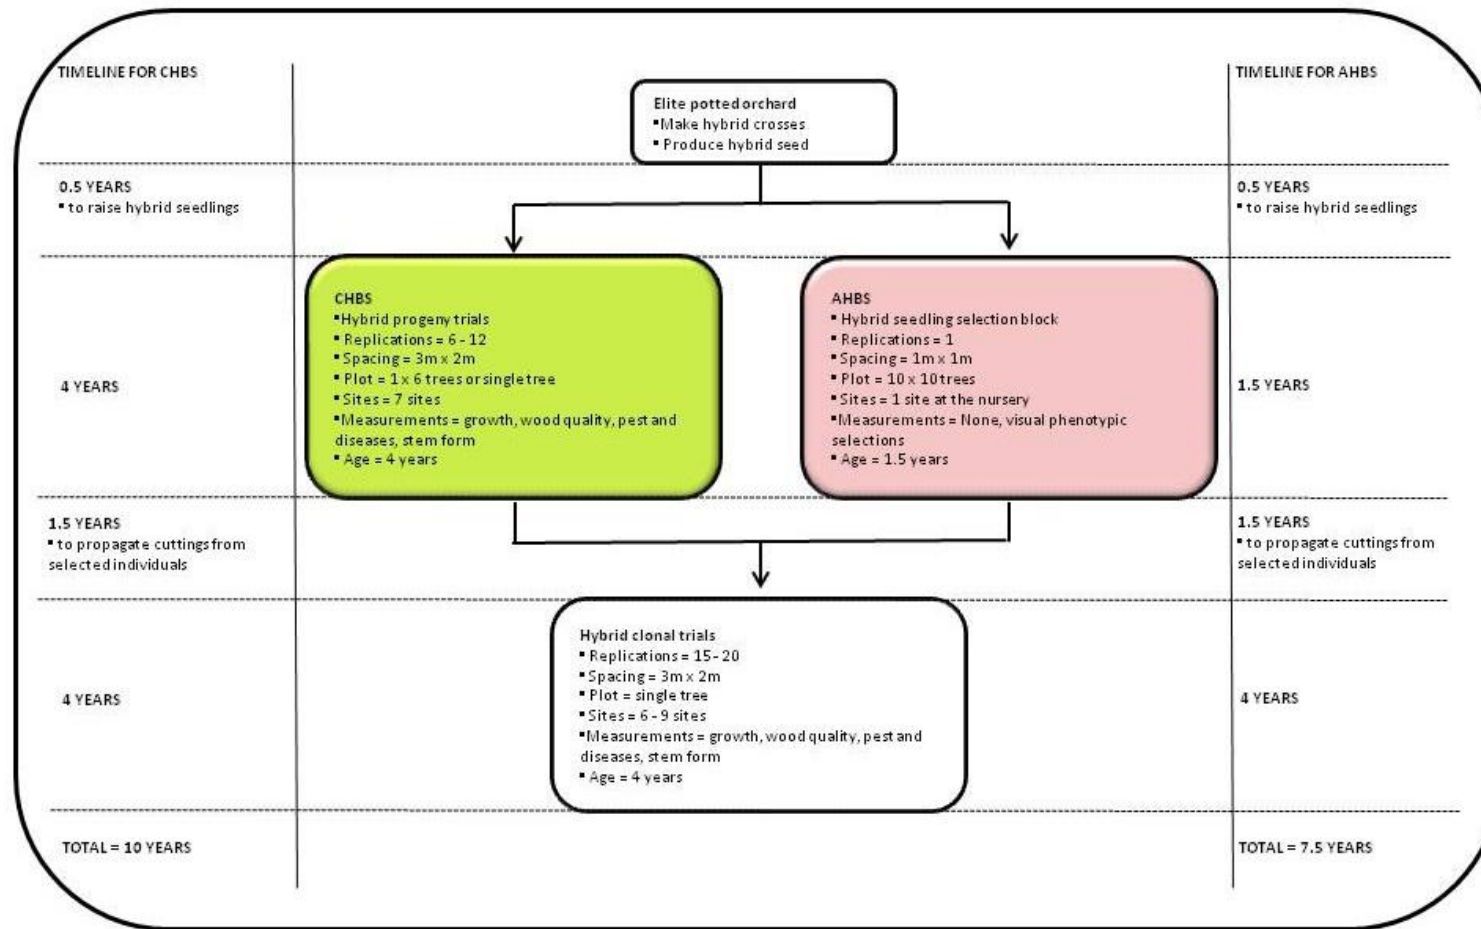 TIMELINE FOR CHBS
0.5 YEARS
▪ to raise hybrid seedlings
4 YEARS
1.5 YEARS
▪ to propagate cuttings from
selected individuals
4 YEARS
TOTAL = 10 YEARS
Elite potted orchard
▪Make hybrid crosses
▪ Produce hybrid seed
CHBS
▪Hybrid progeny trials
▪ Replications = 6 - 12
▪ Spacing = 3m x 2m
▪ Plot = 1 x 6 trees or single tree
▪ Sites = 7 sites
▪Measurements = growth, wood quality, pest and
diseases, stem form
▪ Age = 4 years
AHBS
▪ Hybrid seedling selection block
▪ Replications = 1
▪ Spacing = 1m x 1m
▪ Plot = 10 x 10 trees
▪ Sites = 1 site at the nursery
▪Measurements = None, visual phenotypic
selections
▪ Age = 1.5 years
Hybrid clonal trials
▪ Replications = 15 - 20
▪ Spacing = 3m x 2m
▪ Plot = single tree
▪ Sites = 6 - 9 sites
▪Measurements = growth, wood quality, pest and
diseases, stem form
▪ Age = 4 years
TIMELINE FOR AHBS
0.5 YEARS
▪ to raise hybrid seedlings
1.5 YEARS
1.5 YEARS
▪ to propagate cuttings from
selected individuals
4 YEARS
TOTAL = 7.5 YEARS